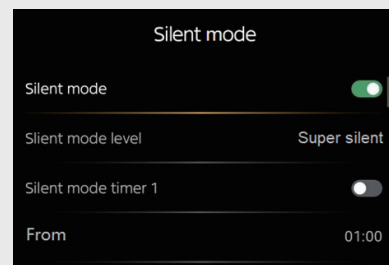 Silent mode
Silent mode
Slient mode level Super silent
Silent mode timer 1
From 01:00